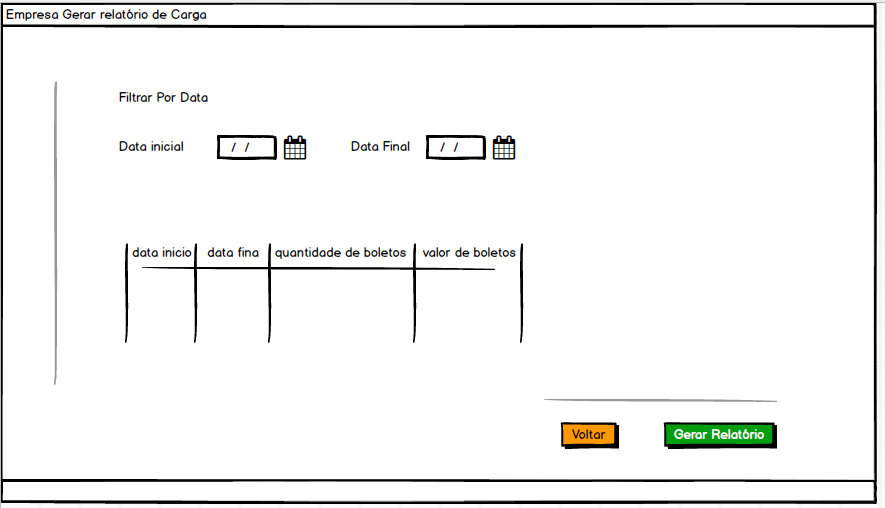 Empresa Gerar relatório de Carga
Filtrar Por Data
Data inicial / / Data Final / /
data inicio data fina quantidade de boletos valor de boletos
Voltar Gerar Relatório